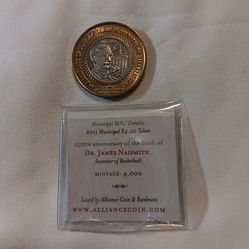 Mississippi Mills, Ontario
2011 Municipal $4.00 Token
150TH anniversary of the birth of
DR. JAMES NAISMITH,
Inventor of Basketball
MINTAGE: 4,000
Issued by Alliance Coin & Banknote
WWW.ALLIANCECOIN.COM